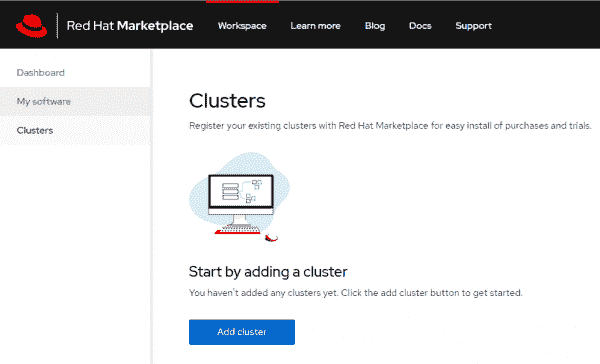 Red Hat Marketplace Workspace Learn more Blog Docs Support
Dashboard
My software
Clusters
Clusters
Register your existing clusters with Red Hat Marketplace for easy install of purchases and trials.
Start by adding a cluster
You haven't added any clusters yet. Click the add cluster button to get started.
Add cluster